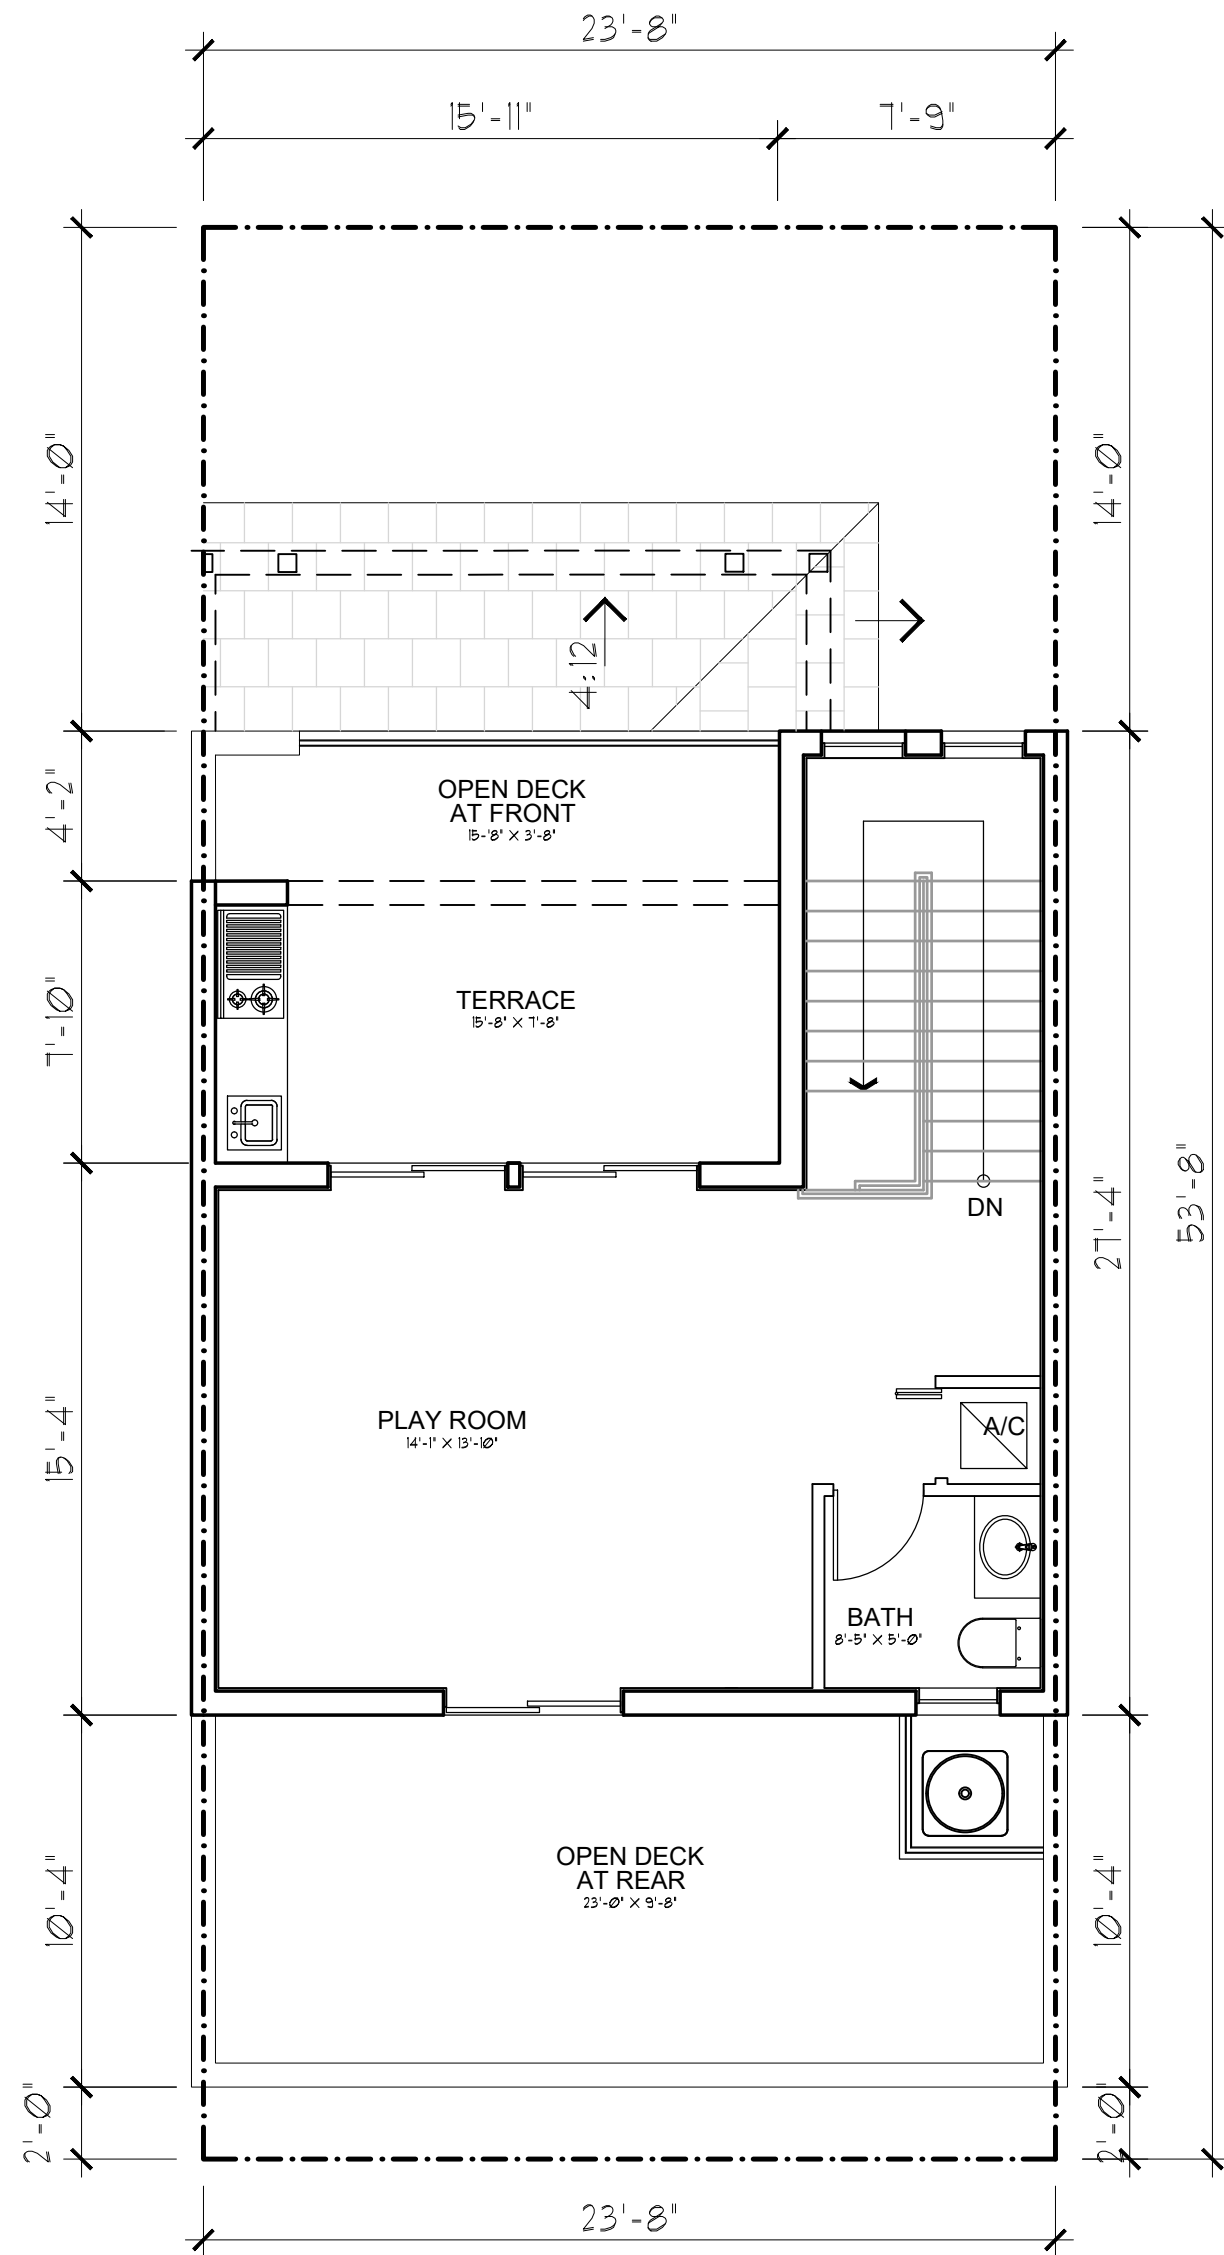 23'-8"
15'-11"
7'-9"
14'-0"
14'-0"
4:12
4'-2"
OPEN DECK
AT FRONT
15-'8" X 3'-8"
7'-10"
TERRACE
15'-8" X 7'-8"
DN
27'-4"
53'-8"
15'-4"
PLAY ROOM
14'-1" X 13'-10"
A/C
BATH
8'-5" X 5'-0"
10'-4"
OPEN DECK
AT REAR
23'-0" X 9'-8"
10'-4"
2'-0"
2'-0"
23'-8"